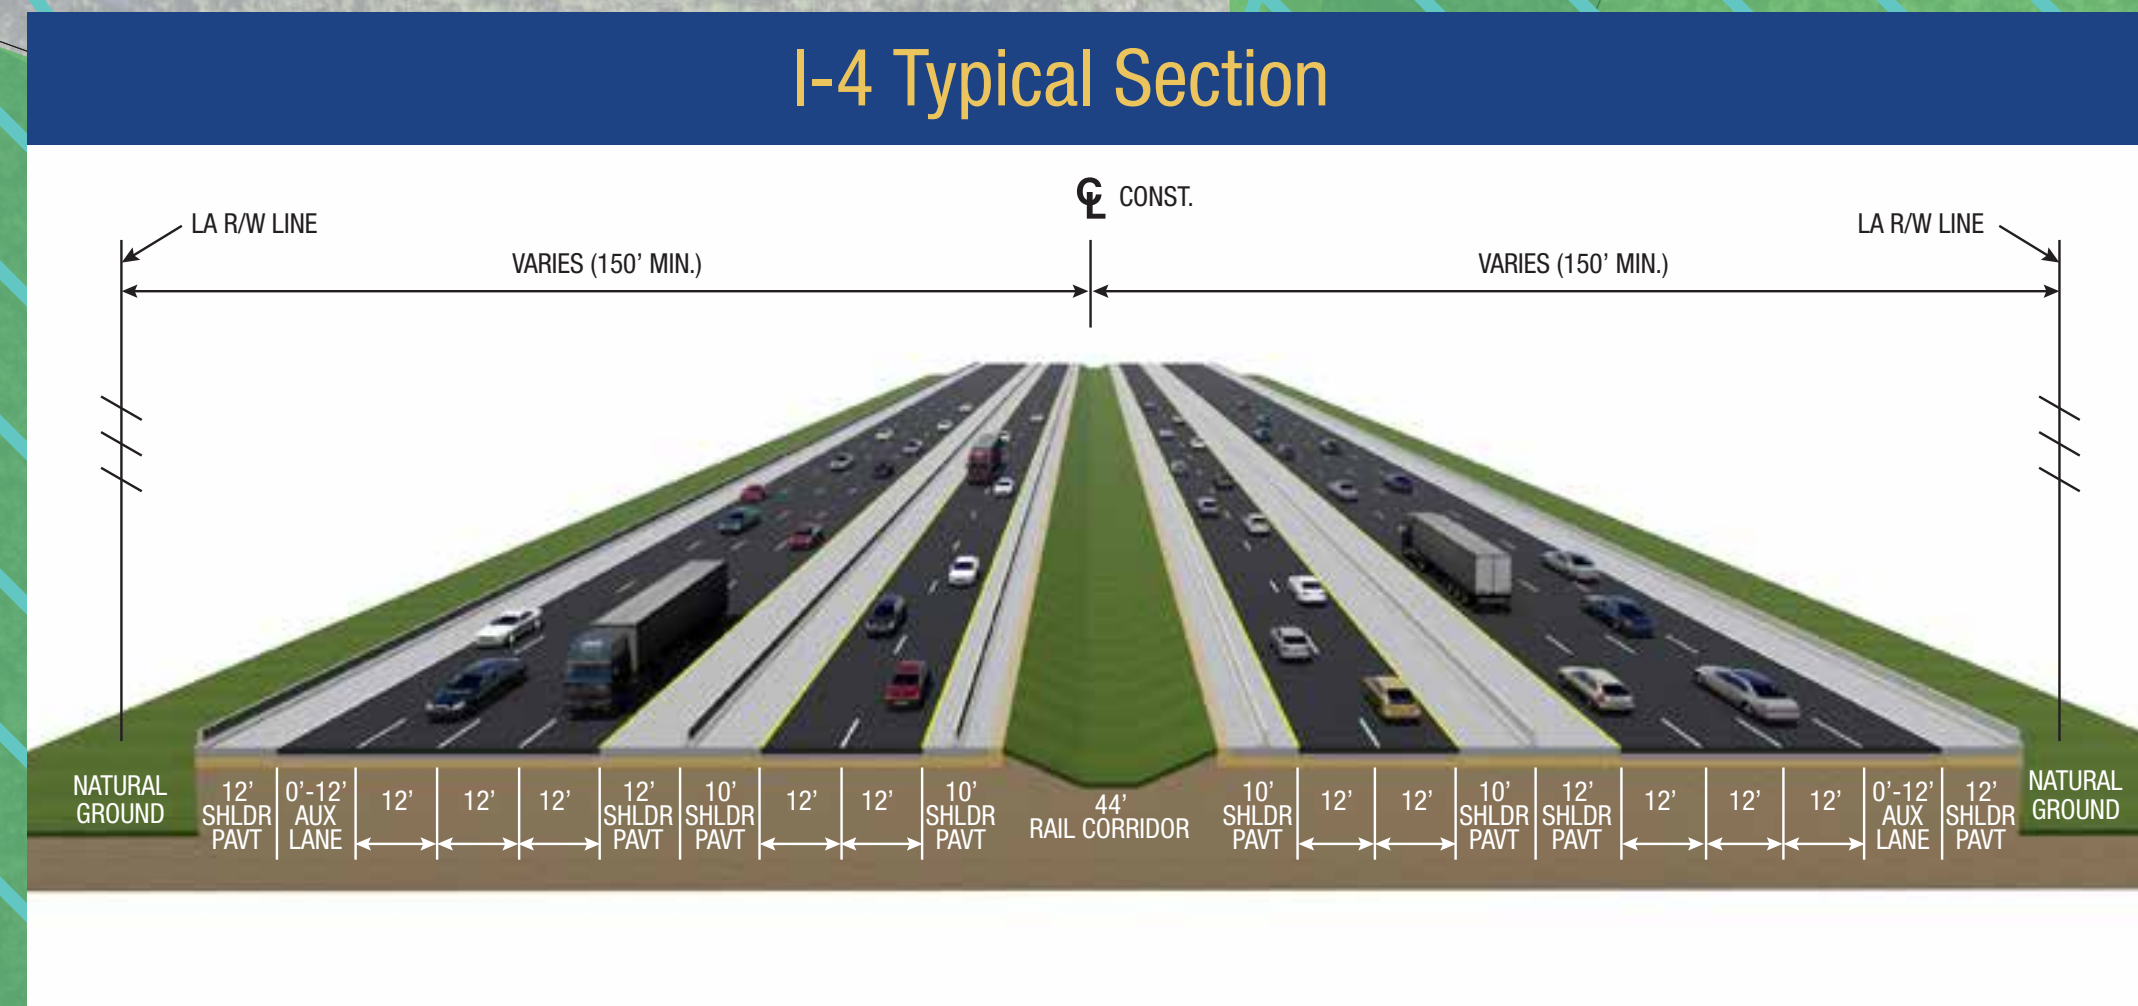 I-4 Typical Section
℄ CONST.
LA R/W LINE
LA R/W LINE
VARIES (150’ MIN.)
VARIES (150’ MIN.)
NATURAL
GROUND
12’
SHLDR
PAVT
0’-12’
AUX
LANE
12’
12’
12’
12’
SHLDR
PAVT
10’
SHLDR
PAVT
12’
12’
10’
SHLDR
PAVT
44’
RAIL CORRIDOR
10’
SHLDR
PAVT
12’
12’
10’
SHLDR
PAVT
12’
SHLDR
PAVT
12’
12’
12’
0’-12’
AUX
LANE
12’
SHLDR
PAVT
NATURAL
GROUND